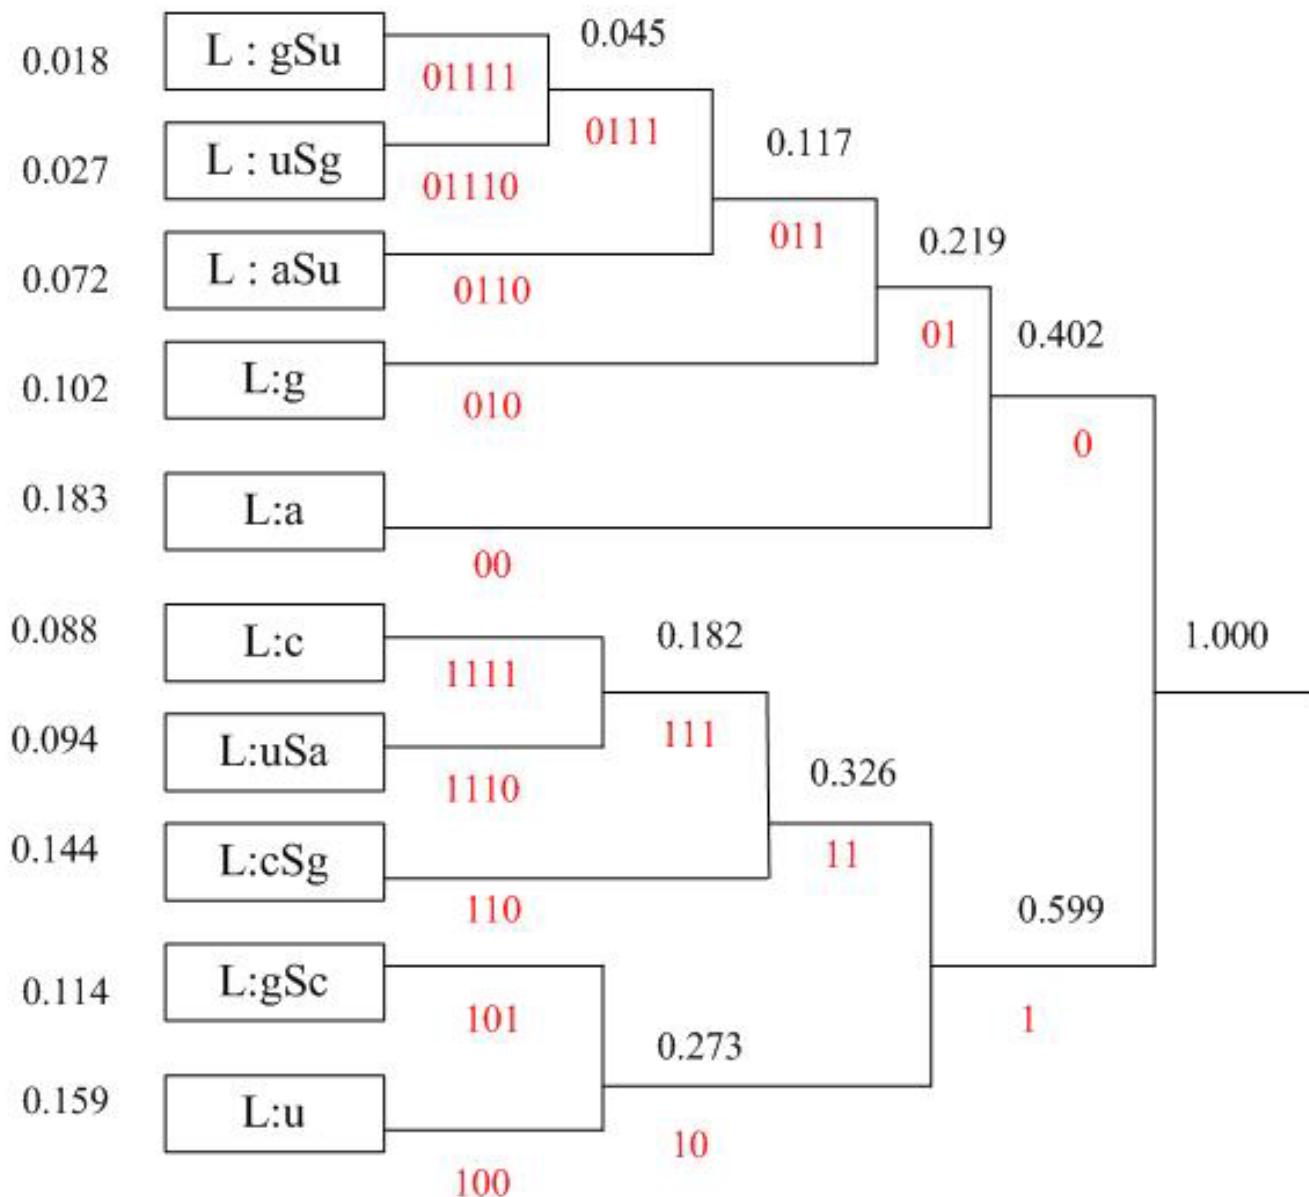 0.018 L : gSu 01111 0.045
0111
0.027 L : uSg 01110
0.117
011
0.072 L : aSu 0110
0.219
01
0.102 L:g 010
0.402
0
0.183 L:a 00
0.088 L:c 1111 0.182
111
1.000
0.094 L:uSa 1110
0.326
11
0.144 L:cSg 110
0.599
1
0.114 L:gSc 101
0.273
10
0.159 L:u 100